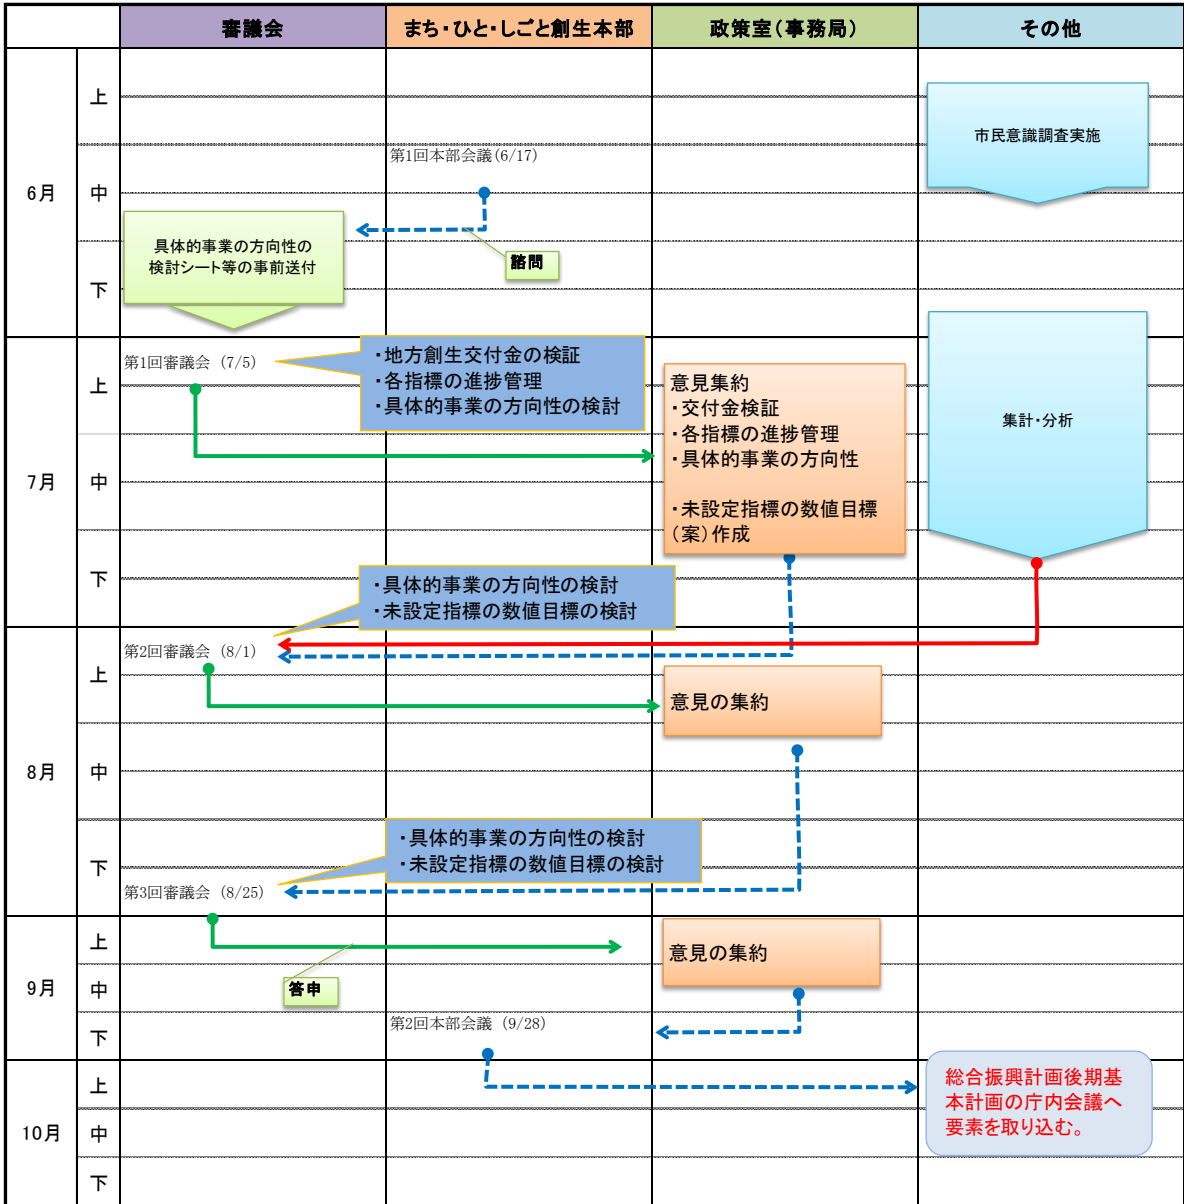 審議会
まち・ひと・しごと創生本部
政策室(事務局)
その他
6月
上
中
下
市民意識調査実施
第1回本部会議(6/17)
具体的事業の方向性の
検討シート等の事前送付
諮問
7月
上
中
下
第1回審議会 (7/5)
・地方創生交付金の検証
・各指標の進捗管理
・具体的事業の方向性の検討
意見集約
・交付金検証
・各指標の進捗管理
・具体的事業の方向性
・未設定指標の数値目標
(案)作成
集計・分析
・具体的事業の方向性の検討
・未設定指標の数値目標の検討
8月
上
中
下
第2回審議会 (8/1)
意見の集約
・具体的事業の方向性の検討
・未設定指標の数値目標の検討
第3回審議会 (8/25)
9月
上
中
下
意見の集約
答申
第2回本部会議 (9/28)
10月
上
中
下
総合振興計画後期基
本計画の庁内会議へ
要素を取り込む。